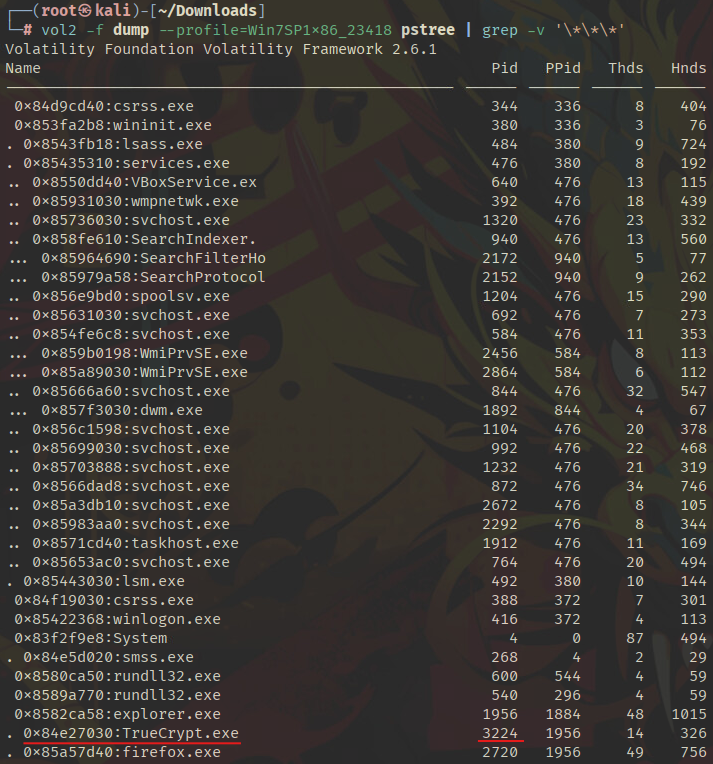 ┌──(root㉿kali)-[~/Downloads]
└─# vol2 -f dump --profile=Win7SP1×86_23418 pstree | grep -v '\*\*\*'
Volatility Foundation Volatility Framework 2.6.1
Name Pid PPid Thds Hnds
0×84d9cd40:csrss.exe 344 336 8 404
0×853fa2b8:wininit.exe 380 336 3 76
. 0×8543fb18:lsass.exe 484 380 9 724
. 0×85435310:services.exe 476 380 8 192
.. 0×8550dd40:VBoxService.ex 640 476 13 115
.. 0×85931030:wmpnetwk.exe 392 476 18 439
.. 0×85736030:svchost.exe 1320 476 23 332
.. 0×858fe610:SearchIndexer. 940 476 13 560
... 0×85964690:SearchFilterHo 2172 940 5 77
... 0×85979a58:SearchProtocol 2152 940 9 262
.. 0×856e9bd0:spoolsv.exe 1204 476 15 290
.. 0×85631030:svchost.exe 692 476 7 273
.. 0×854fe6c8:svchost.exe 584 476 11 353
... 0×859b0198:WmiPrvSE.exe 2456 584 8 113
... 0×85a89030:WmiPrvSE.exe 2864 584 6 112
.. 0×85666a60:svchost.exe 844 476 32 547
... 0×857f3030:dwm.exe 1892 844 4 67
.. 0×856c1598:svchost.exe 1104 476 20 378
.. 0×85699030:svchost.exe 992 476 22 468
.. 0×85703888:svchost.exe 1232 476 21 319
.. 0×8566dad8:svchost.exe 872 476 34 746
.. 0×85a3db10:svchost.exe 2672 476 8 105
.. 0×85983aa0:svchost.exe 2292 476 8 344
.. 0×8571cd40:taskhost.exe 1912 476 11 169
.. 0×85653ac0:svchost.exe 764 476 20 494
. 0×85443030:lsm.exe 492 380 10 144
0×84f19030:csrss.exe 388 372 7 301
0×85422368:winlogon.exe 416 372 4 113
0×83f2f9e8:System 4 0 87 494
. 0×84e5d020:smss.exe 268 4 2 29
0×8580ca50:rundll32.exe 600 544 4 59
0×8589a770:rundll32.exe 540 296 4 59
0×8582ca58:explorer.exe 1956 1884 48 1015
. 0×84e27030:TrueCrypt.exe 3224 1956 14 326
. 0×85a57d40:firefox.exe 2720 1956 49 756